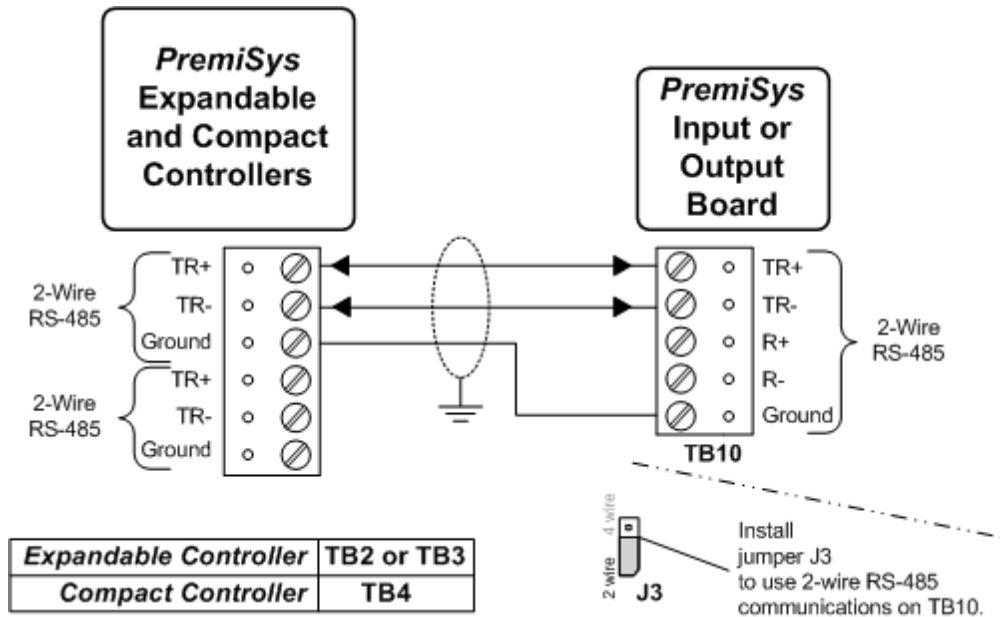 PremiSys
Expandable
and Compact
Controllers
PremiSys
Input or
Output
Board
2-Wire
RS-485
TR+
TR-
Ground
2-Wire
RS-485
TR+
TR-
Ground
TR+
TR-
R+
R-
Ground
2-Wire
RS-485
TB10
Expandable Controller TB2 or TB3
Compact Controller TB4
4 wire
2 wire
J3
Install
jumper J3
to use 2-wire RS-485
communications on TB10.